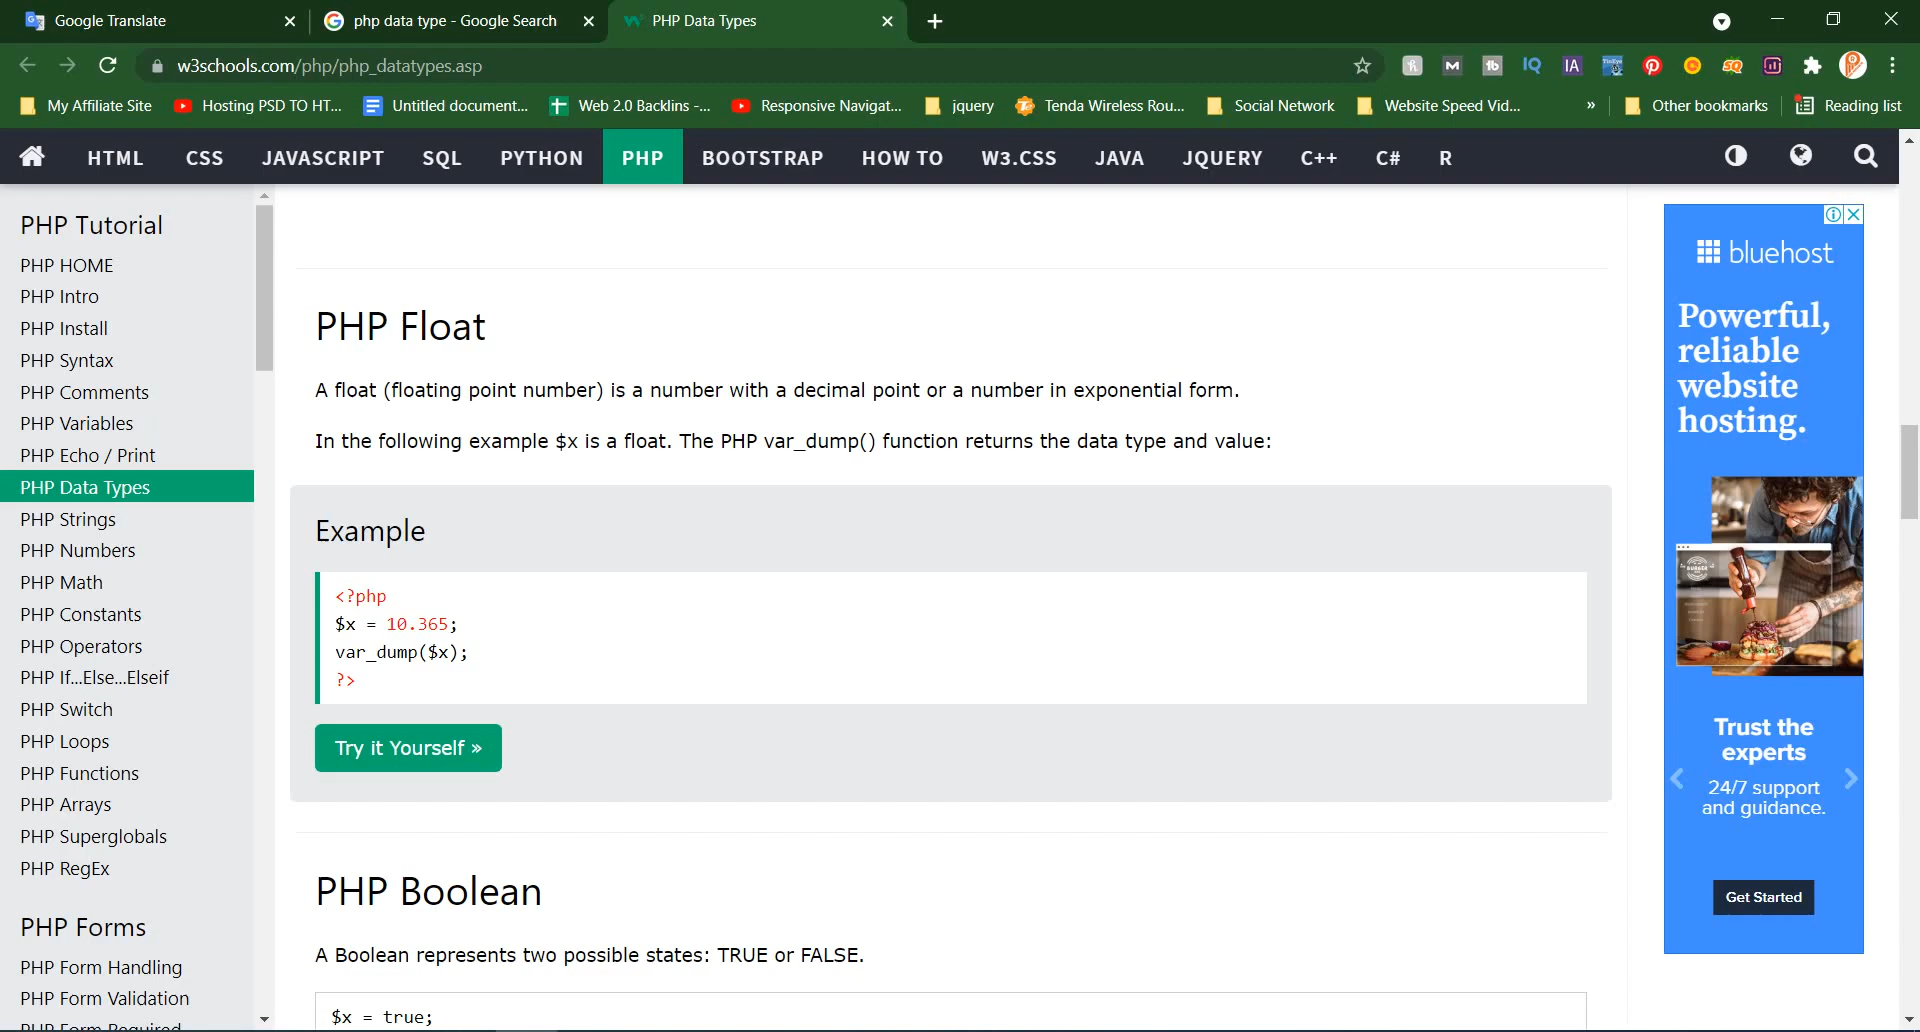 Google Translate
php data type - Google Search
PHP Data Types
w3schools.com/php/php_datatypes.asp
My Affiliate Site
Hosting PSD TO HT...
Untitled document...
Web 2.0 Backlins -...
Responsive Navigat...
jquery
Tenda Wireless Rou...
Social Network
Website Speed Vid...
»
Other bookmarks
Reading list
HTML
CSS
JAVASCRIPT
SQL
PYTHON
PHP
BOOTSTRAP
HOW TO
W3.CSS
JAVA
JQUERY
C++
C#
R
PHP Tutorial
PHP HOME
PHP Intro
PHP Install
PHP Syntax
PHP Comments
PHP Variables
PHP Echo / Print
PHP Data Types
PHP Strings
PHP Numbers
PHP Math
PHP Constants
PHP Operators
PHP If...Else...Elseif
PHP Switch
PHP Loops
PHP Functions
PHP Arrays
PHP Superglobals
PHP RegEx
PHP Forms
PHP Form Handling
PHP Form Validation
PHP Form Required
PHP Float
A float (floating point number) is a number with a decimal point or a number in exponential form.
In the following example $x is a float. The PHP var_dump() function returns the data type and value:
Example
<?php
$x = 10.365;
var_dump($x);
?>
Try it Yourself »
PHP Boolean
A Boolean represents two possible states: TRUE or FALSE.
$x = true;
bluehost
Powerful,
reliable
website
hosting.
BURGER
Trust the
experts
24/7 support
and guidance.
Get Started